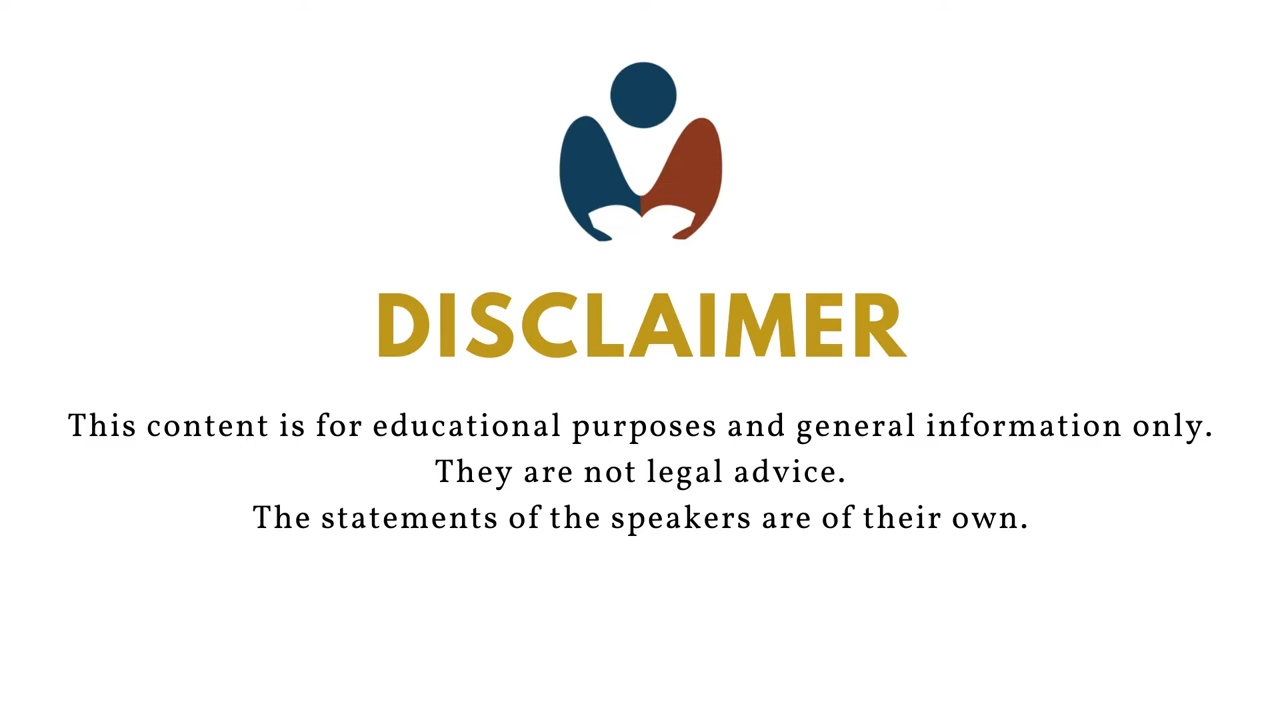 DISCLAIMER
This content is for educational purposes and general information only.
They are not legal advice.
The statements of the speakers are of their own.